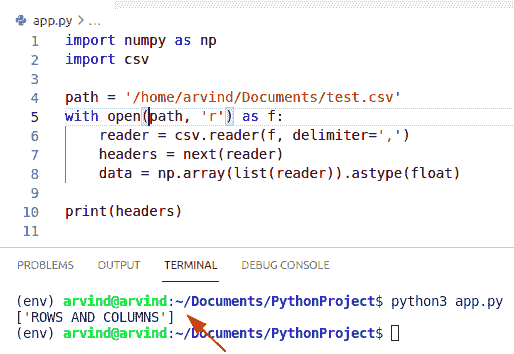 app.py > ...
1 import numpy as np
2 import csv
3
4 path = '/home/arvind/Documents/test.csv'
5 with open(path, 'r') as f:
6     reader = csv.reader(f, delimiter=',')
7     headers = next(reader)
8     data = np.array(list(reader)).astype(float)
9
10 print(headers)
11
PROBLEMS OUTPUT TERMINAL DEBUG CONSOLE
(env) arvind@arvind:~/Documents/PythonProject$ python3 app.py
['ROWS AND COLUMNS']
(env) arvind@arvind:~/Documents/PythonProject$